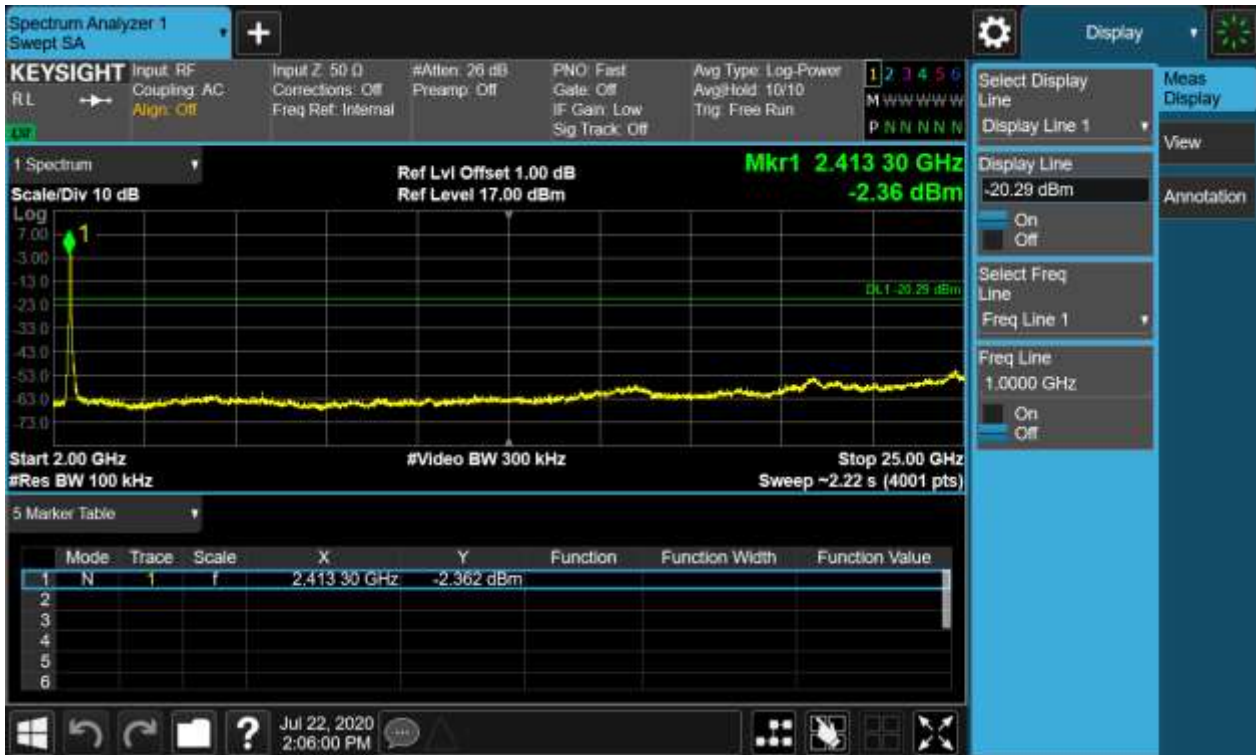 Spectrum Analyzer 1
Swept SA
+
Display
KEYSIGHT Input: RF Input Z: 50 Ω #Atten: 26 dB PNO: Fast Avg Type: Log-Power 1 2 3 4 5 6
RL Coupling: AC Corrections: Off Preamp: Off Gate: Off Avg|Hold: 10/10 M W W W W W
Align: Off Freq Ref: Internal IF Gain: Low Trig: Free Run
Sig Track: Off P N N N N N
1 Spectrum
Ref Lvl Offset 1.00 dB
Mkr1 2.413 30 GHz
Scale/Div 10 dB
Ref Level 17.00 dBm
-2.36 dBm
Log
7.00
1
-3.00
-13.0
DL1 -20.29 dBm
-23.0
-33.0
-43.0
-53.0
-63.0
-73.0
Start 2.00 GHz #Video BW 300 kHz Stop 25.00 GHz
#Res BW 100 kHz Sweep ~2.22 s (4001 pts)
5 Marker Table
Mode Trace Scale X Y Function Function Width Function Value
1 N 1 f 2.413 30 GHz -2.362 dBm
2
3
4
5
6
Select Display
Line
Display Line 1
Display Line
-20.29 dBm
On
Off
Select Freq
Line
Freq Line 1
Freq Line
1.0000 GHz
On
Off
Meas
Display
View
Annotation
?
Jul 22, 2020
2:06:00 PM